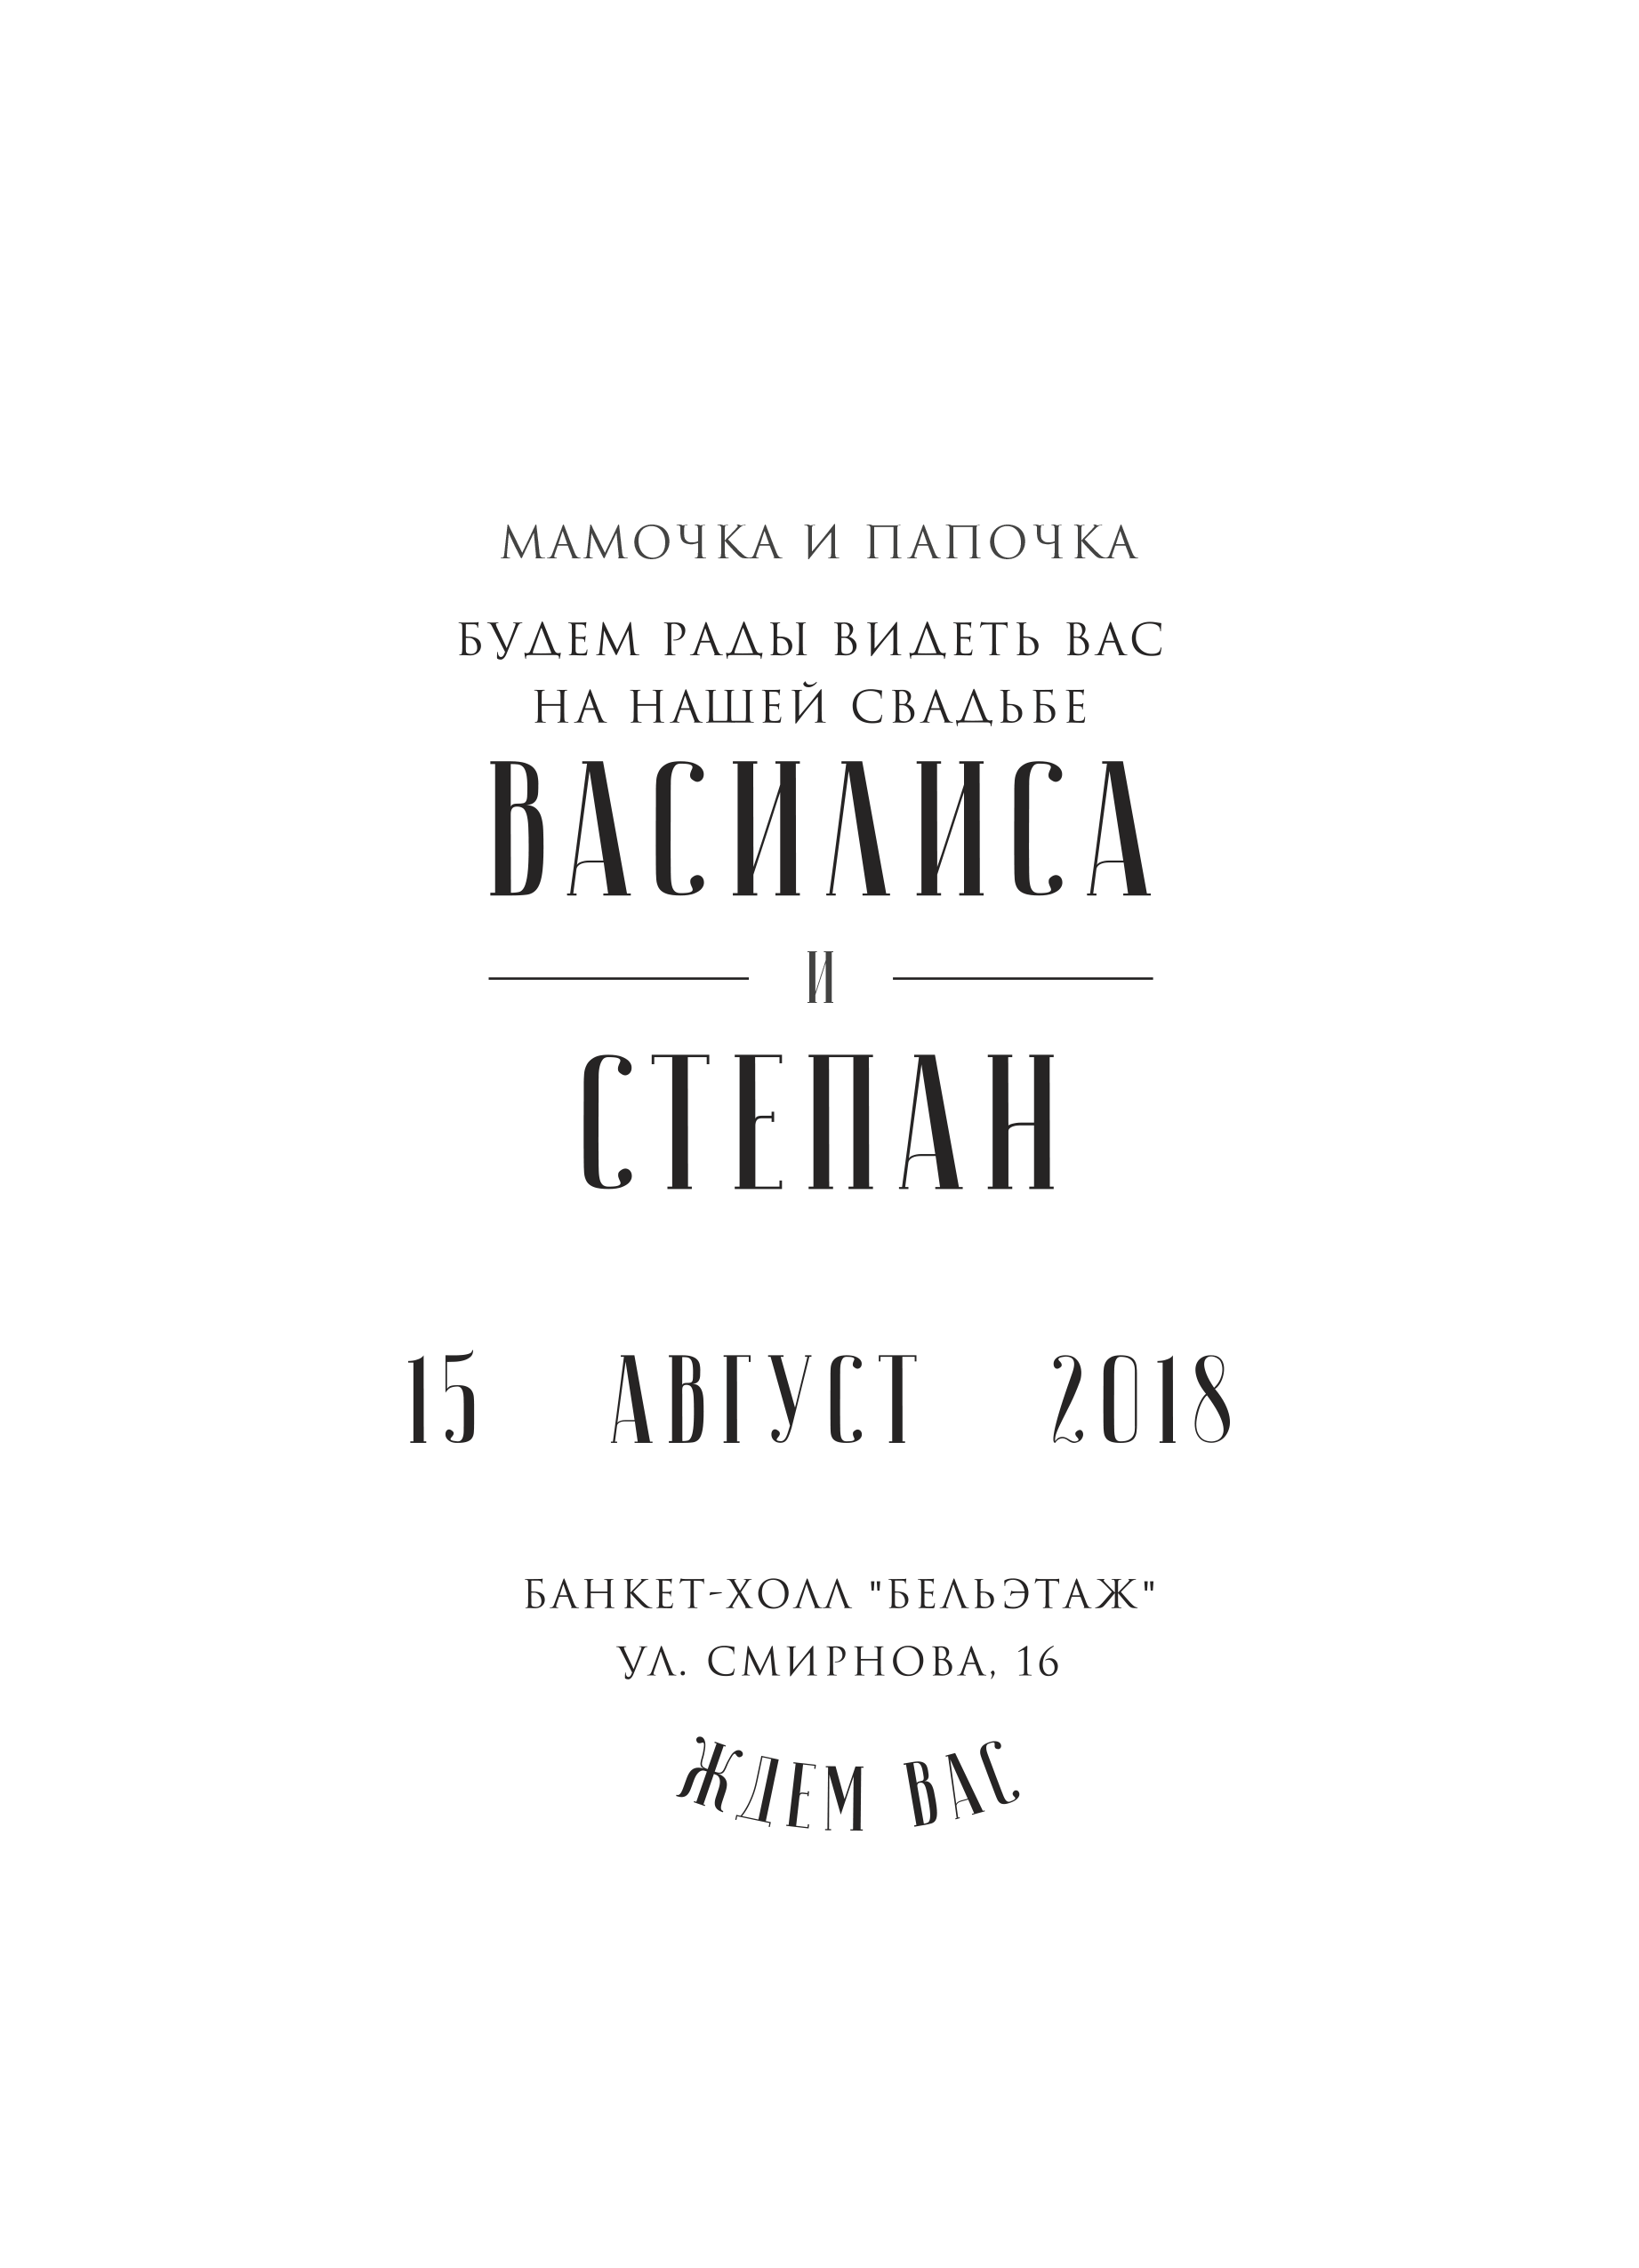 МАМОЧКА И ПАПОЧКА
БУДЕМ РАДЫ ВИДЕТЬ ВАС
НА НАШЕЙ СВАДЬБЕ
ВАСИЛИСА
И
СТЕПАН
15 АВГУСТ 2018
БАНКЕТ-ХОЛЛ "БЕЛЬЭТАЖ"
УЛ. СМИРНОВА, 16
ЖДЕМ ВАС